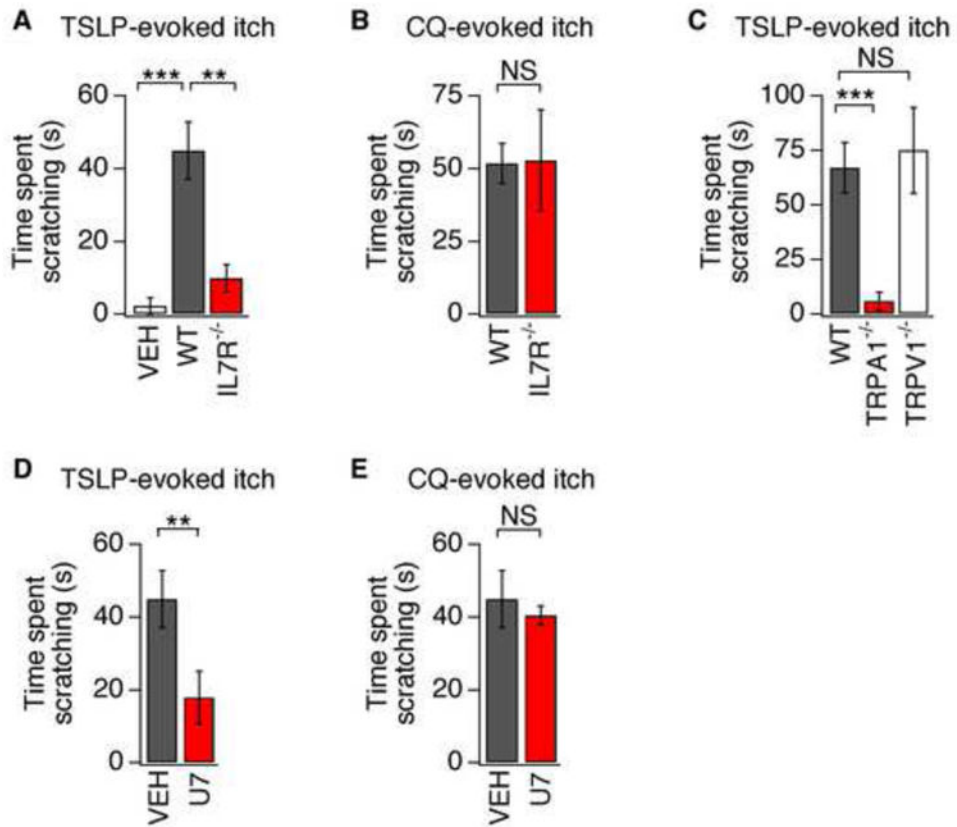 A TSLP-evoked itch
*** **
Time spent
scratching (s)
60
40
20
0
VEH
WT
IL7R-/-
B CQ-evoked itch
NS
Time spent
scratching (s)
75
50
25
0
WT
IL7R-/-
C TSLP-evoked itch
NS
***
Time spent
scratching (s)
100
75
50
25
0
WT
TRPA1-/-
TRPV1-/-
D TSLP-evoked itch
**
Time spent
scratching (s)
60
40
20
0
VEH
U7
E CQ-evoked itch
NS
Time spent
scratching (s)
60
40
20
0
VEH
U7